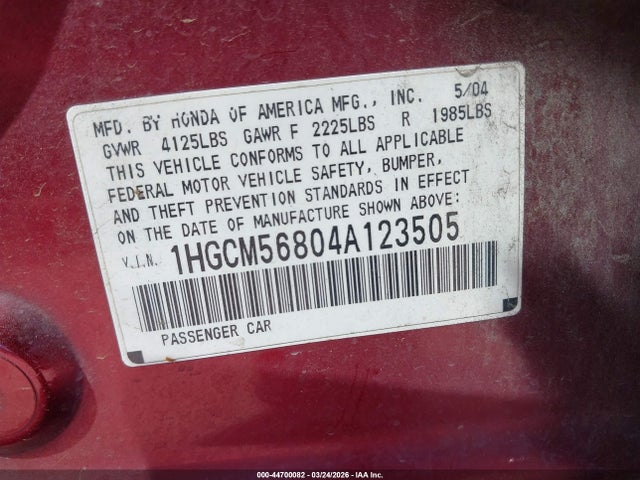 MFD. BY HONDA OF AMERICA MFG., INC. 5/04
GVWR 4125LBS GAWR F 2225LBS R 1985LBS
THIS VEHICLE CONFORMS TO ALL APPLICABLE
FEDERAL MOTOR VEHICLE SAFETY, BUMPER,
AND THEFT PREVENTION STANDARDS IN EFFECT
ON THE DATE OF MANUFACTURE SHOWN ABOVE:
V.I.N. 1HGCM56804A123505
PASSENGER CAR
000-44700082 - 03/24/2026 - IAA Inc.